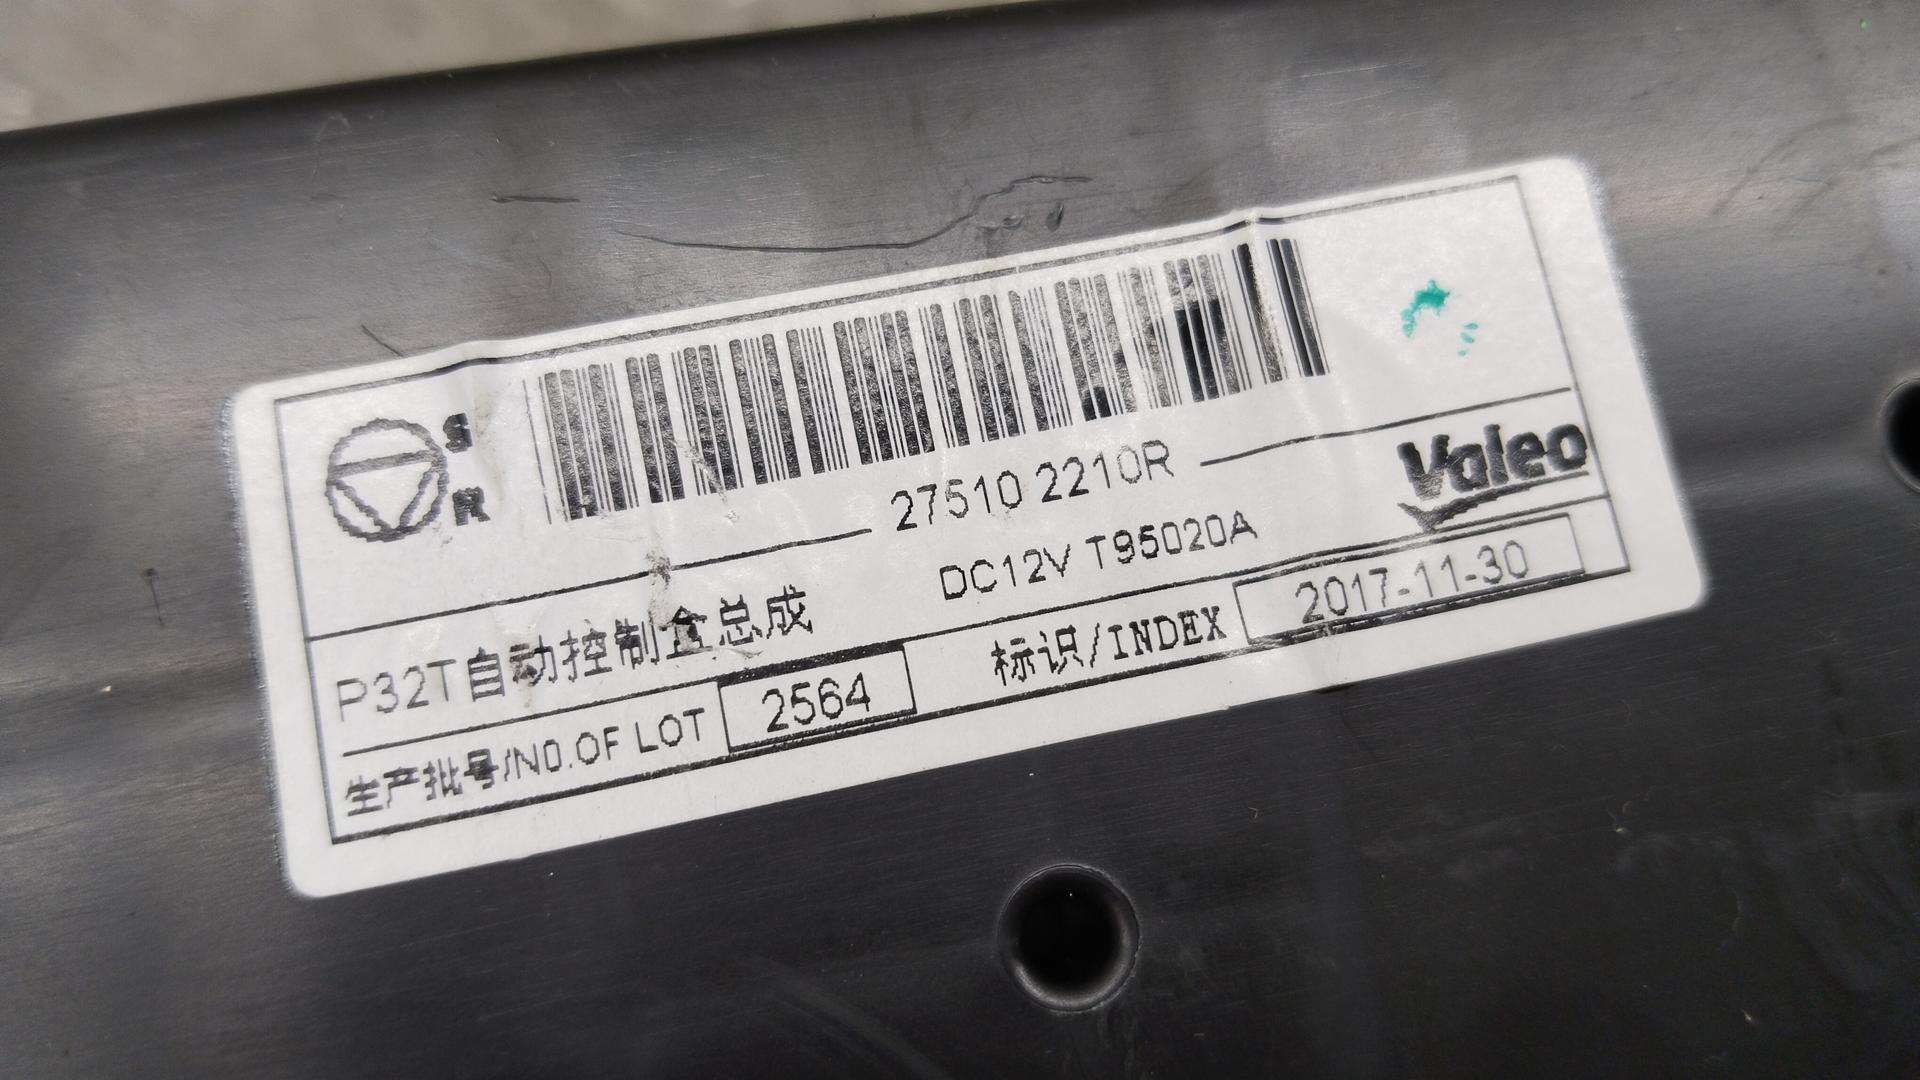 S
R
27510 2210R
Valeo
P32T自动控制盒总成 DC12V T95020A
生产批号/NO.OF LOT 2564 标识/INDEX 2017-11-30